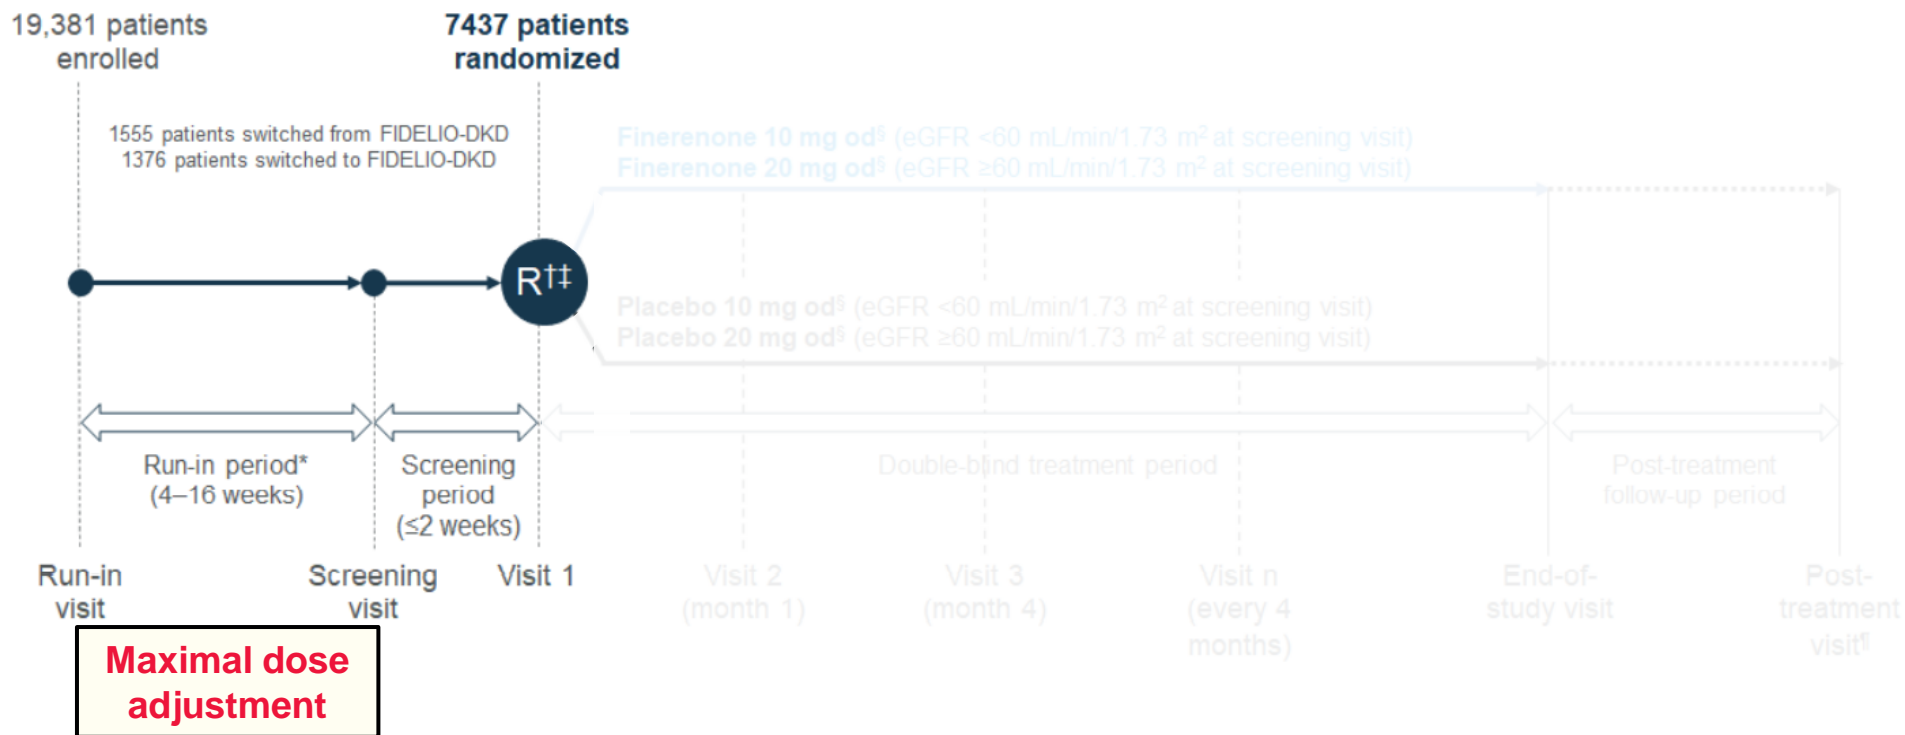 19,381 patients
enrolled
7437 patients
randomized
1555 patients switched from FIDELIO-DKD
1376 patients switched to FIDELIO-DKD
Finerenone 10 mg od§ (eGFR <60 mL/min/1.73 m² at screening visit)
Finerenone 20 mg od§ (eGFR ≥60 mL/min/1.73 m² at screening visit)
R†‡
Placebo 10 mg od§ (eGFR <60 mL/min/1.73 m² at screening visit)
Placebo 20 mg od§ (eGFR ≥60 mL/min/1.73 m² at screening visit)
Run-in period*
(4–16 weeks)
Screening
period
(≤2 weeks)
Double-blind treatment period
Post-treatment
follow-up period
Run-in
visit
Screening
visit
Visit 1
Visit 2
(month 1)
Visit 3
(month 4)
Visit n
(every 4
months)
End-of-
study visit
Post-
treatment
visit¶
Maximal dose
adjustment